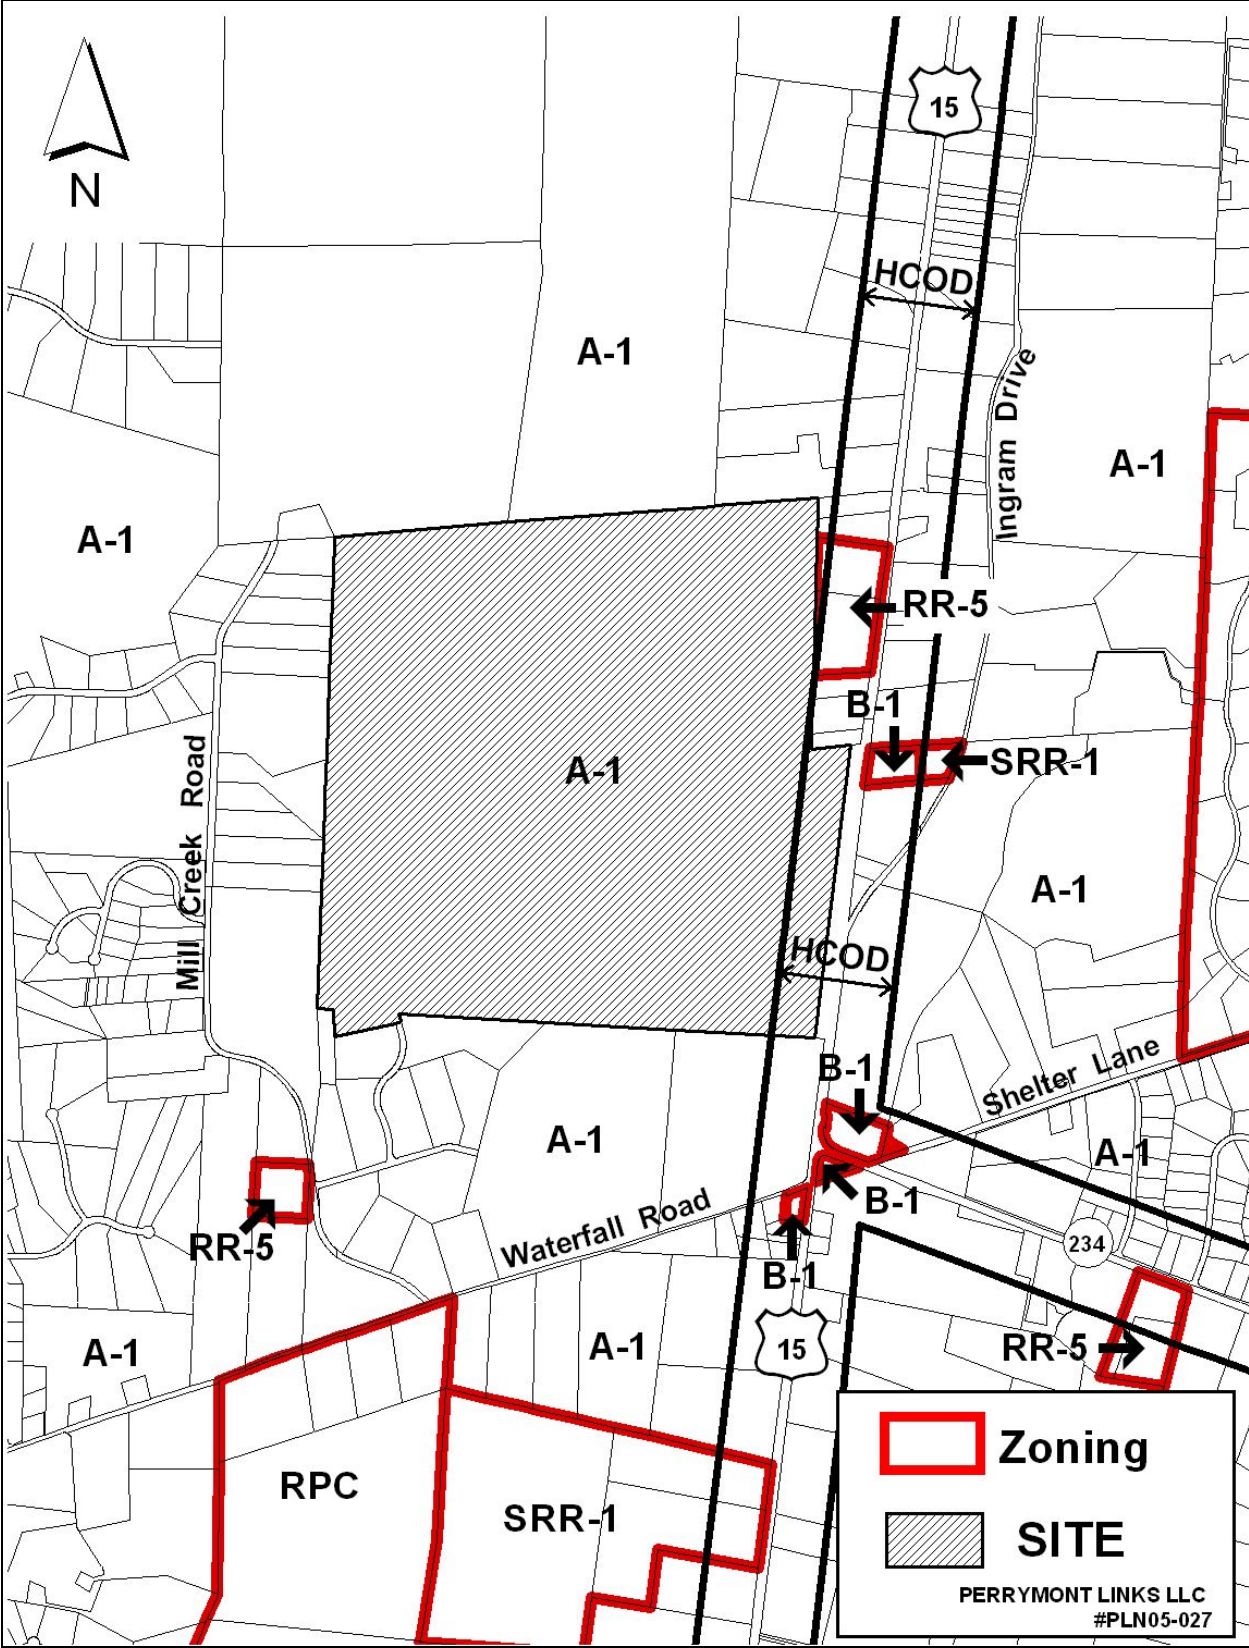 15
N
HCOD
A-1
Ingram Drive
A-1
A-1
RR-5
B-1
SRR-1
A-1
Mill Creek Road
A-1
HCOD
B-1
Shelter Lane
A-1
A-1
B-1
Waterfall Road
RR-5
234
B-1
A-1
A-1
15
RR-5
RPC
SRR-1
Zoning
SITE
PERRYMONT LINKS LLC
#PLN05-027